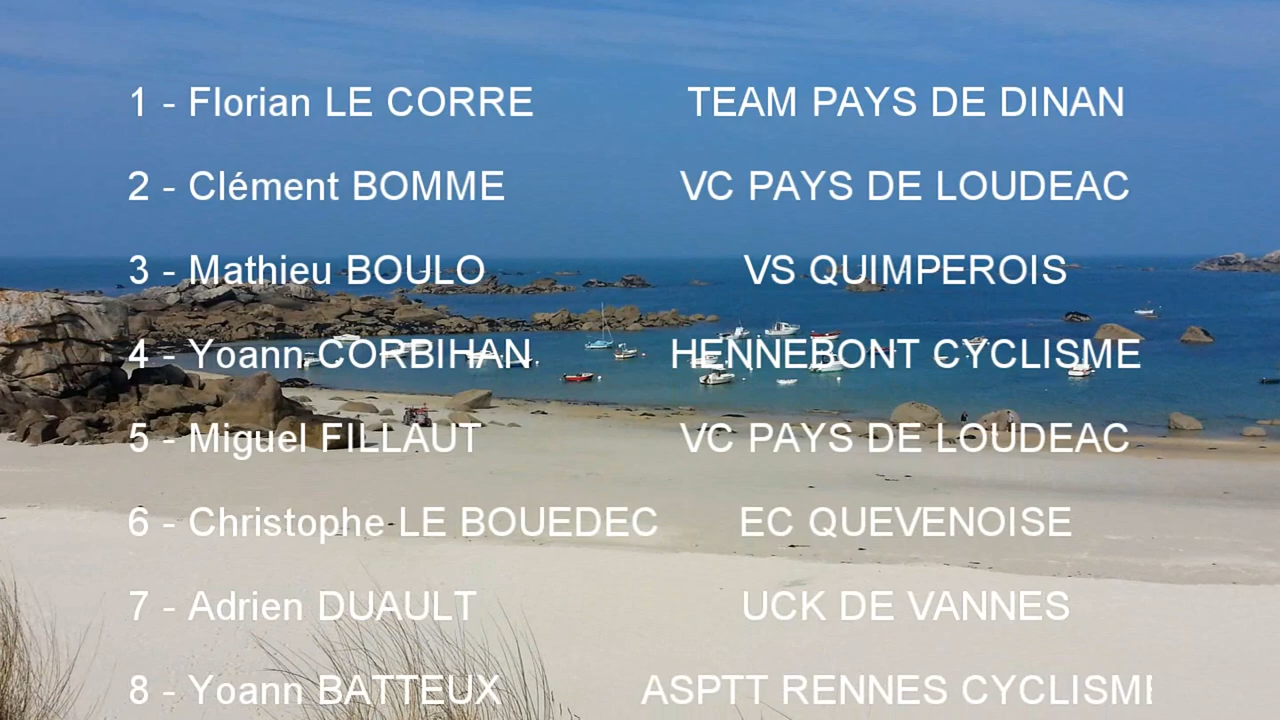 1 - Florian LE CORRE TEAM PAYS DE DINAN
2 - Clément BOMME VC PAYS DE LOUDEAC
3 - Mathieu BOULO VS QUIMPEROIS
4 - Yoann CORBIHAN HENNEBONT CYCLISME
5 - Miguel FILLAUT VC PAYS DE LOUDEAC
6 - Christophe LE BOUEDEC EC QUEVENOISE
7 - Adrien DUAULT UCK DE VANNES
8 - Yoann BATTEUX ASPTT RENNES CYCLISME